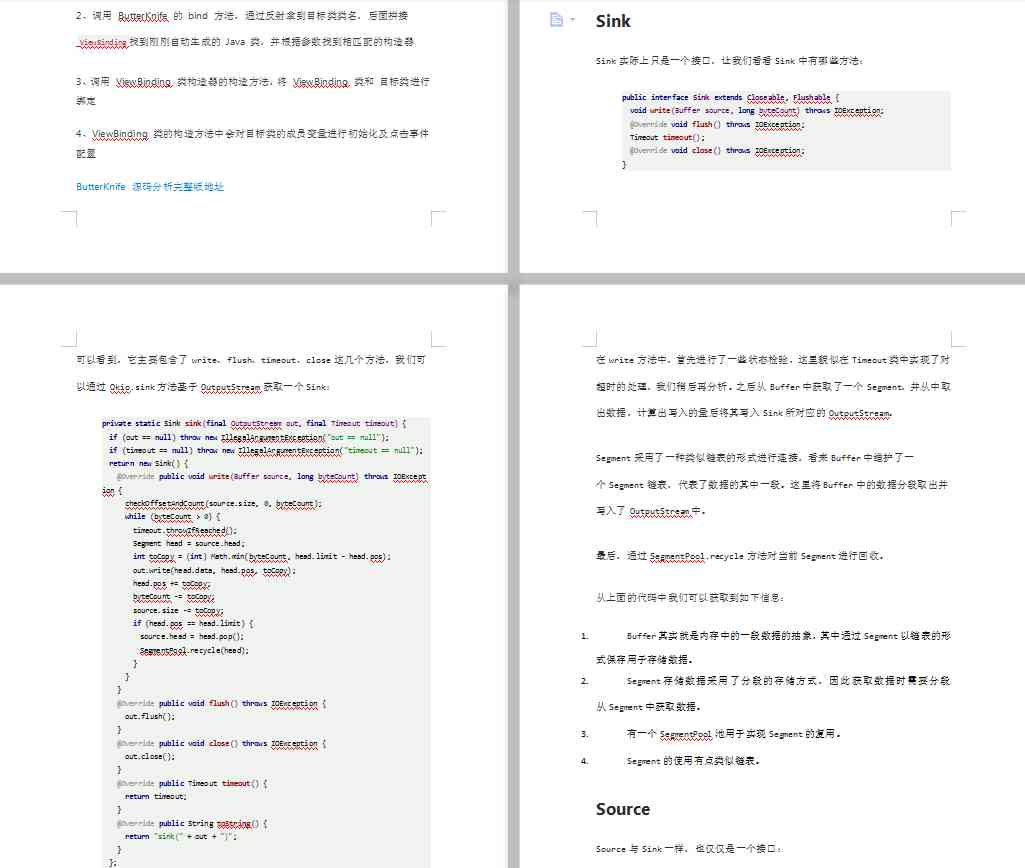 2、调用 ButterKnife 的 bind 方法，通过反射拿到目标类类名，后面拼接
_ViewBinding 找到刚刚自动生成的 Java 类，并根据参数找到相匹配的构造器
3、调用 ViewBinding 类构造器的构造方法，将 ViewBinding 类和 目标类进行
绑定
4、ViewBinding 类的构造方法中会对目标类的成员变量进行初始化及点击事件
配置
ButterKnife 源码分析完整版地址
Sink
Sink 实际上只是一个接口，让我们看看 Sink 中有哪些方法：
public interface Sink extends Closeable, Flushable {
void write(Buffer source, long byteCount) throws IOException;
@Override void flush() throws IOException;
Timeout timeout();
@Override void close() throws IOException;
}
可以看到，它主要包含了 write、flush、timeout、close 这几个方法，我们可
以通过 Okio.sink 方法基于 OutputStream 获取一个 Sink：
private static Sink sink(final OutputStream out, final Timeout timeout) {
if (out == null) throw new IllegalArgumentException("out == null");
if (timeout == null) throw new IllegalArgumentException("timeout == null");
return new Sink() {
@Override public void write(Buffer source, long byteCount) throws IOExcept
ion {
checkOffsetAndCount(source.size, 0, byteCount);
while (byteCount > 0) {
timeout.throwIfReached();
Segment head = source.head;
int toCopy = (int) Math.min(byteCount, head.limit - head.pos);
out.write(head.data, head.pos, toCopy);
head.pos += toCopy;
byteCount -= toCopy;
source.size -= toCopy;
if (head.pos == head.limit) {
source.head = head.pop();
SegmentPool.recycle(head);
}
}
}
@Override public void flush() throws IOException {
out.flush();
}
@Override public void close() throws IOException {
out.close();
}
@Override public Timeout timeout() {
return timeout;
}
@Override public String toString() {
return "sink(" + out + ")";
}
};
在 write 方法中，首先进行了一些状态检验，这里貌似在 Timeout 类中实现了对
超时的处理，我们稍后再分析。之后从 Buffer 中获取了一个 Segment，并从中取
出数据，计算出写入的量后将其写入 Sink 所对应的 OutputStream。
Segment 采用了一种类似链表的形式进行连接，看来 Buffer 中维护了一
个 Segment 链表，代表了数据的其中一段。这里将 Buffer 中的数据分段取出并
写入了 OutputStream 中。
最后，通过 SegmentPool.recycle 方法对当前 Segment 进行回收。
从上面的代码中我们可以获取到如下信息：
1. Buffer 其实就是内存中的一段数据的抽象，其中通过 Segment 以链表的形
式保存用于存储数据。
2. Segment 存储数据采用了分段的存储方式，因此获取数据时需要分段
从 Segment 中获取数据。
3. 有一个 SegmentPool 池用于实现 Segment 的复用。
4. Segment 的使用有点类似链表。
Source
Source 与 Sink 一样，也仅仅是一个接口：